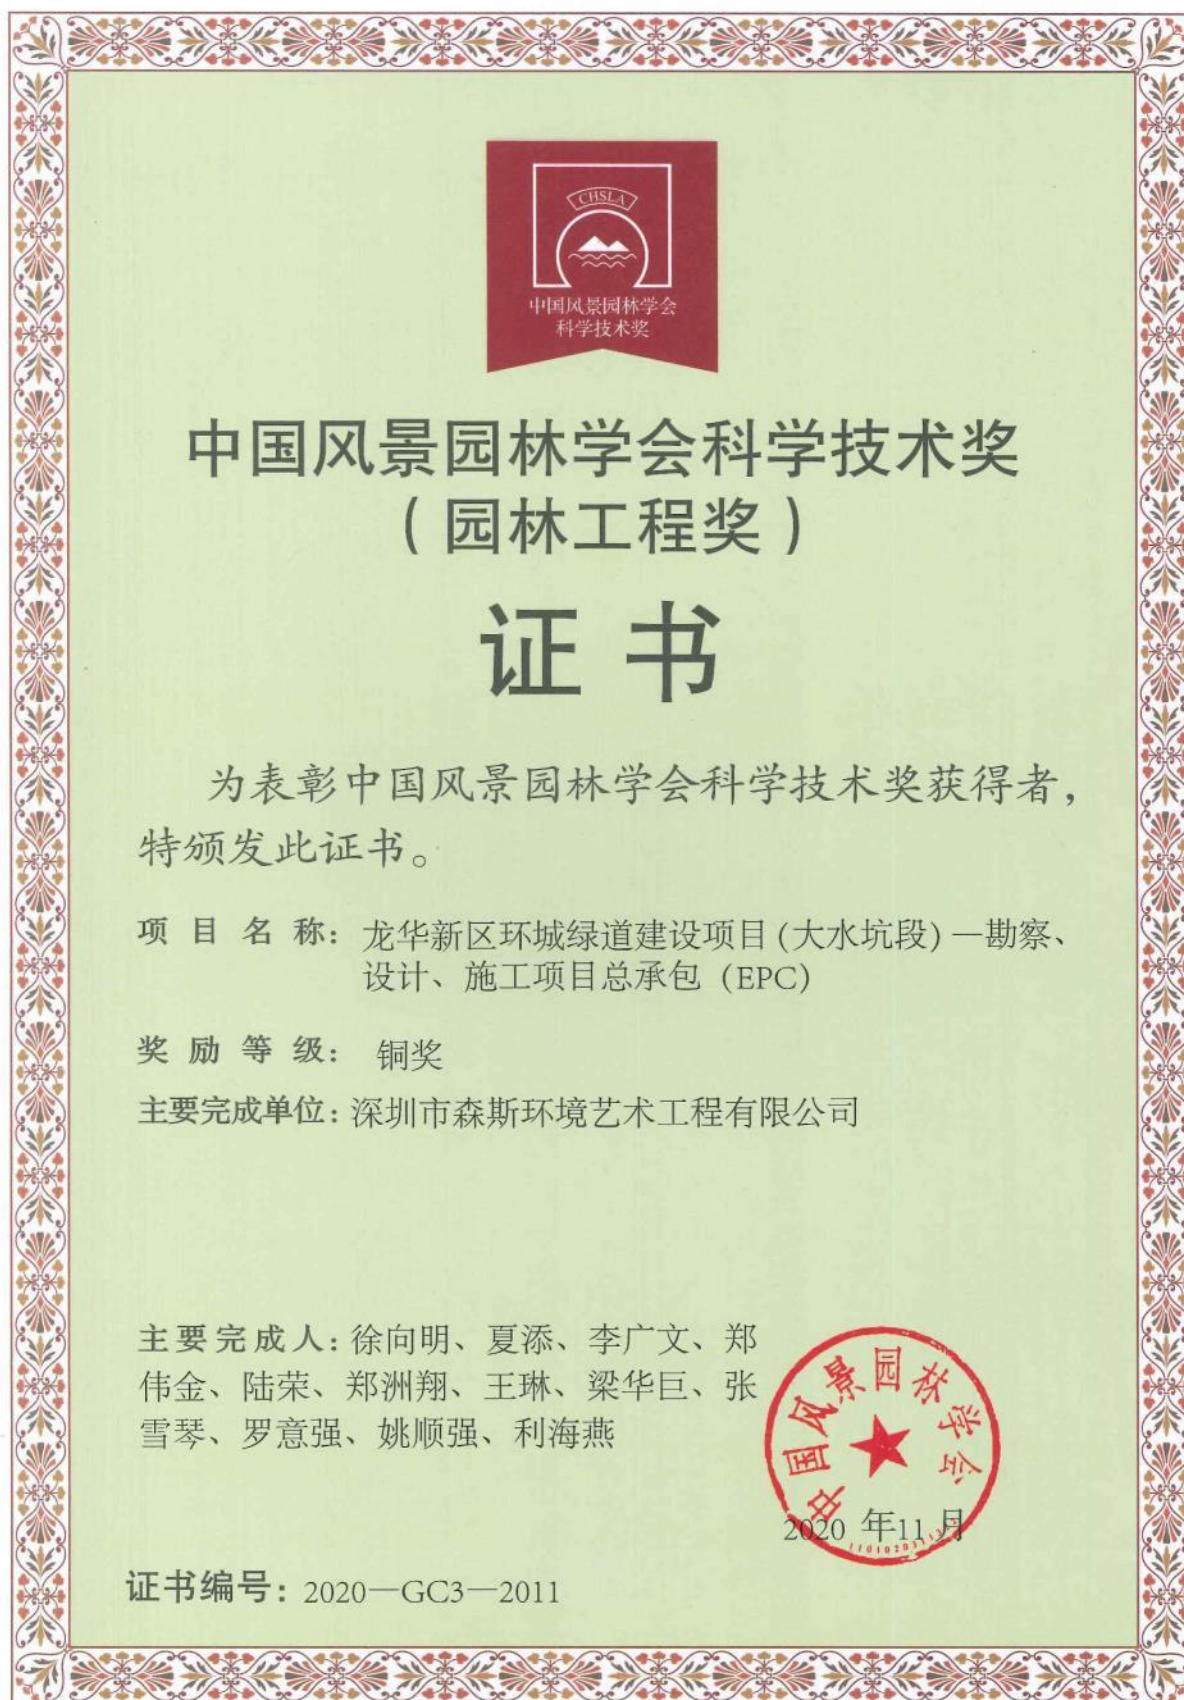 CHSLA
中国风景园林学会
科学技术奖
中国风景园林学会科学技术奖
（园林工程奖）
证书
为表彰中国风景园林学会科学技术奖获得者，
特颁发此证书。
项目名称：龙华新区环城绿道建设项目(大水坑段)—勘察、
设计、施工项目总承包（EPC）
奖励等级：铜奖
主要完成单位：深圳市森斯环境艺术工程有限公司
主要完成人：徐向明、夏添、李广文、郑
伟金、陆荣、郑洲翔、王琳、梁华巨、张
雪琴、罗意强、姚顺强、利海燕
中国风景园林学会
2020 年11 月
证书编号：2020—GC3—2011